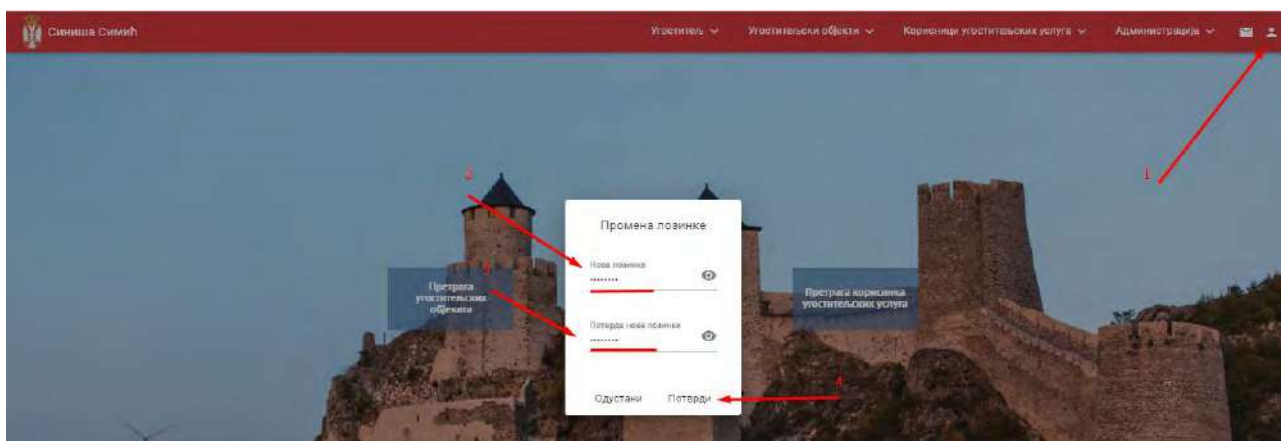 Синиша Симић
Угоститељ
Угоститељски објекти
Корисници угоститељских услуга
Администрација
1
2
Промена лозинке
Нова лозинка
3
Претрага
угоститељских
објеката
Претрага корисника
угоститељских услуга
Потврда нове лозинке
4
Одустани
Потврди